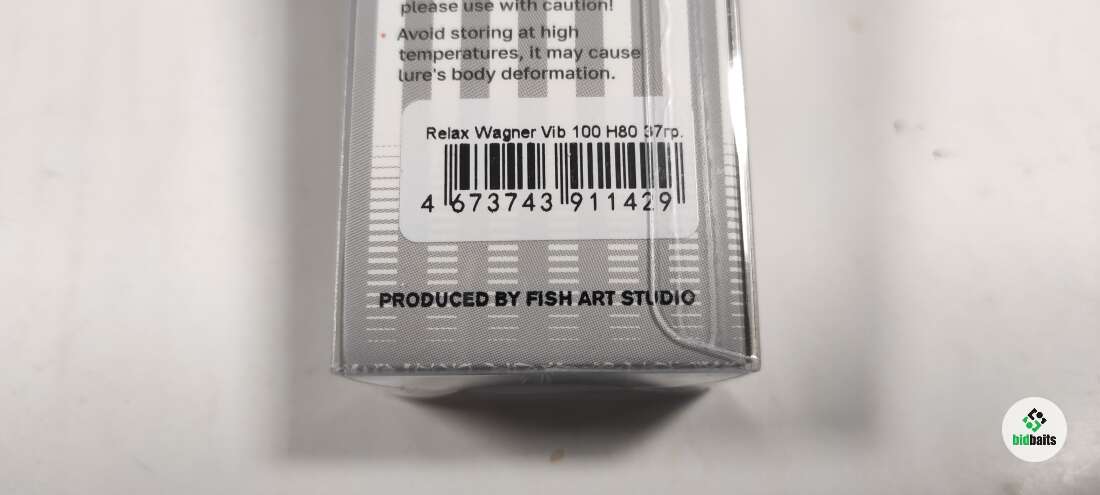 please use with caution!
• Avoid storing at high
temperatures, it may cause
lure's body deformation.
Relax Wagner Vib 100 H80 37гр.
4 673743 911429
PRODUCED BY FISH ART STUDIO
bidbaits